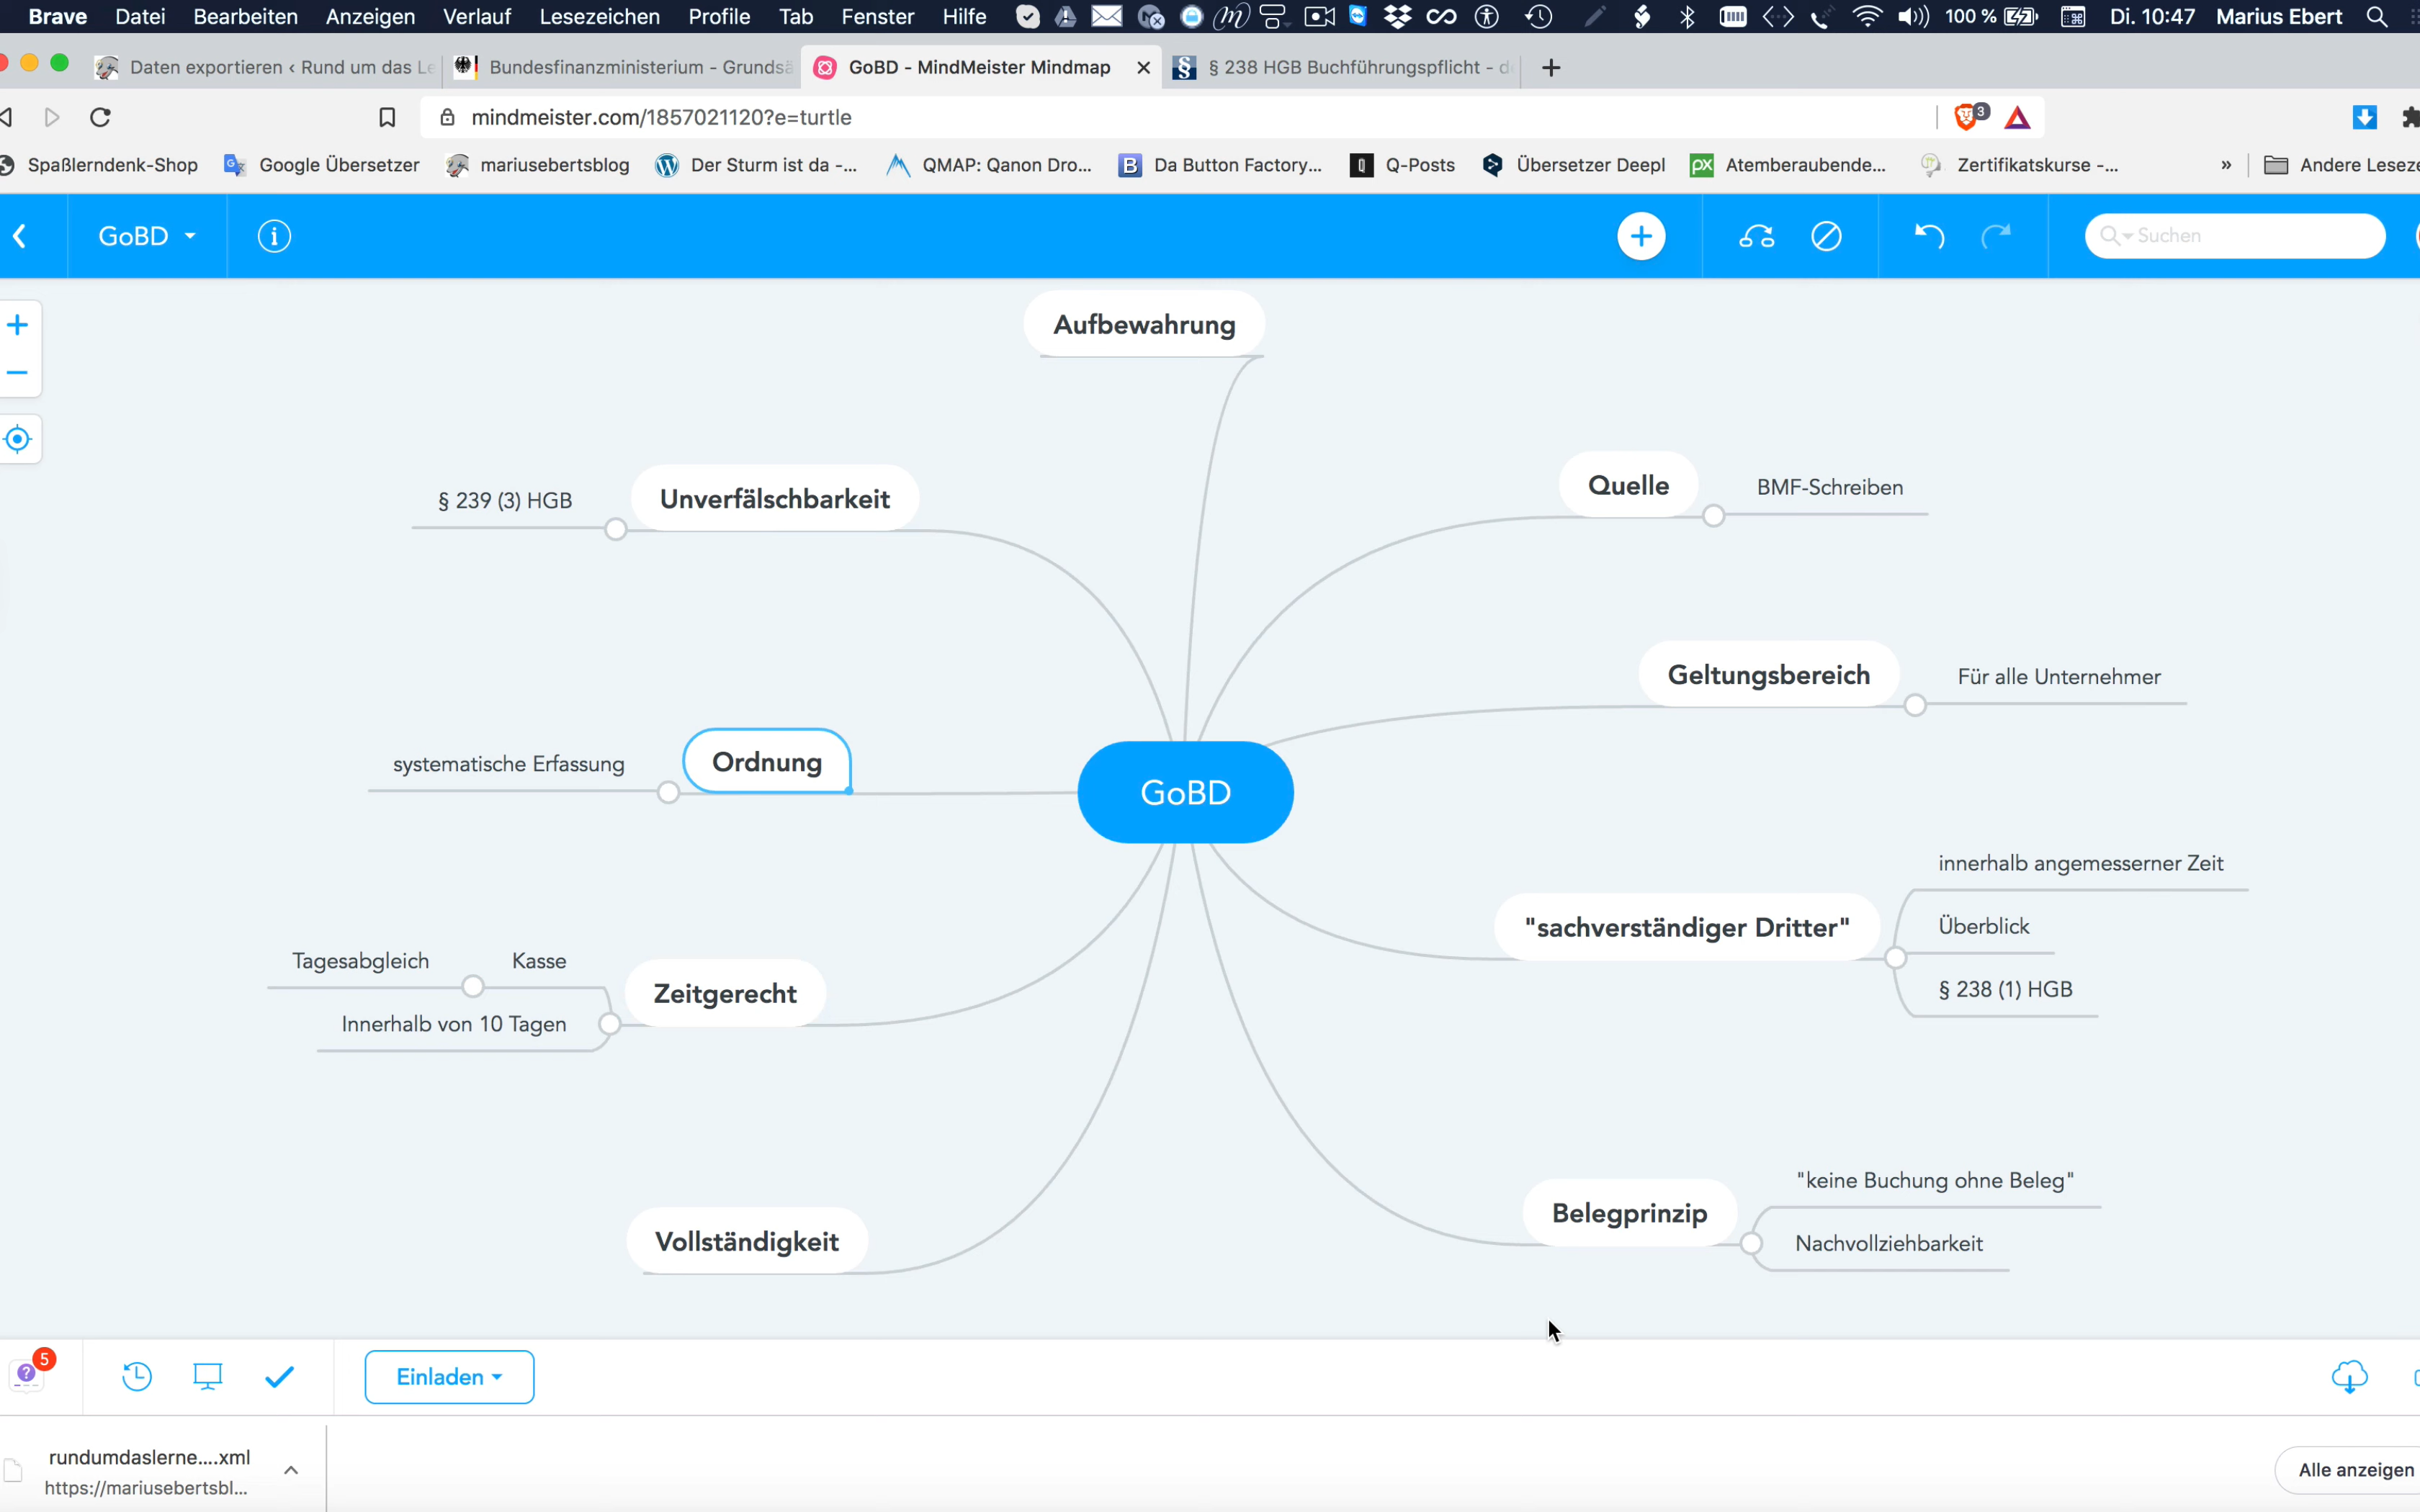 Brave Datei Bearbeiten Anzeigen Verlauf Lesezeichen Profile Tab Fenster Hilfe 100 % Di. 10:47 Marius Ebert
Daten exportieren ‹ Rund um das Le
Bundesfinanzministerium - Grundsä
GoBD - MindMeister Mindmap
§ 238 HGB Buchführungspflicht - de
mindmeister.com/1857021120?e=turtle
3
Spaßlerndenk-Shop Google Übersetzer mariusebertsblog Der Sturm ist da -... QMAP: Qanon Dro... Da Button Factory... Q-Posts Übersetzer Deepl Atemberaubende... Zertifikatskurse -... » Andere Leseze
GoBD
Suchen
Aufbewahrung
Quelle
BMF-Schreiben
§ 239 (3) HGB
Unverfälschbarkeit
Geltungsbereich
Für alle Unternehmer
systematische Erfassung
Ordnung
GoBD
innerhalb angemesserner Zeit
"sachverständiger Dritter"
Überblick
§ 238 (1) HGB
Tagesabgleich
Kasse
Zeitgerecht
Innerhalb von 10 Tagen
"keine Buchung ohne Beleg"
Belegprinzip
Nachvollziehbarkeit
Vollständigkeit
5
Einladen
rundumdaslerne....xml
https://mariusebertsbl...
Alle anzeigen